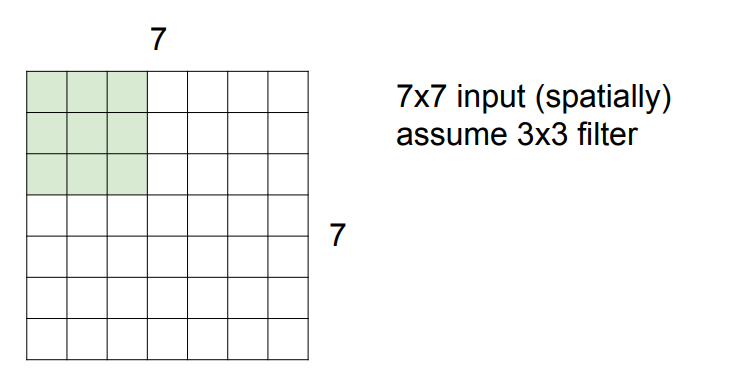 7
7x7 input (spatially)
assume 3x3 filter
7